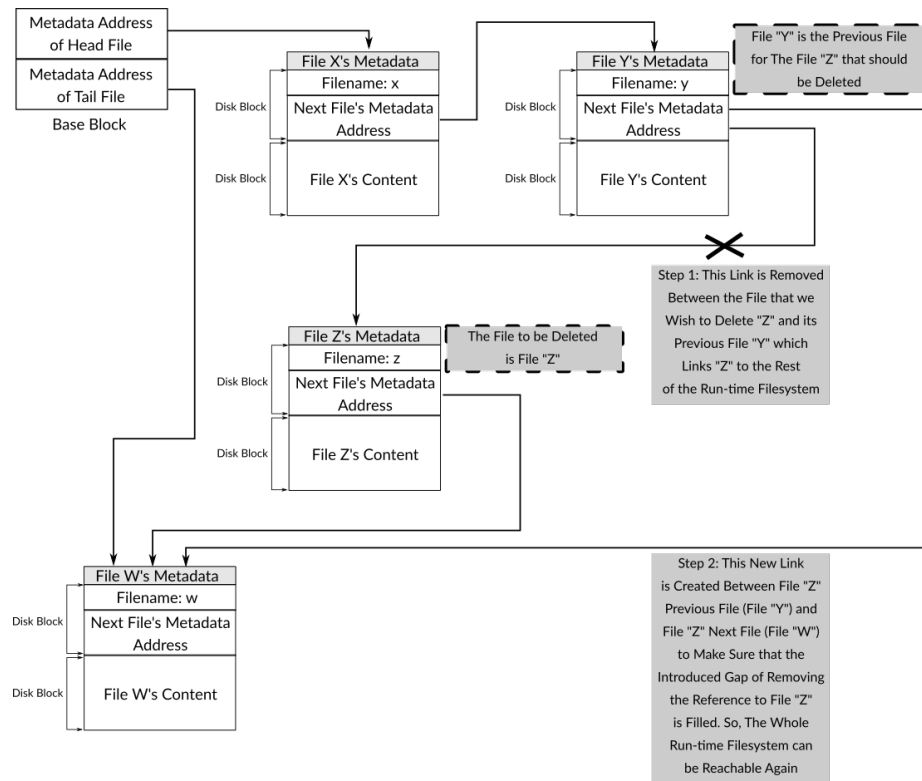 Metadata Address
of Head File
Metadata Address
of Tail File
Base Block
File X's Metadata
Filename: x
Next File's Metadata
Address
File X's Content
Disk Block
Disk Block
File Y's Metadata
Filename: y
Next File's Metadata
Address
File Y's Content
Disk Block
Disk Block
File "Y" is the Previous File
for The File "Z" that should
be Deleted
Step 1: This Link is Removed
Between the File that we
Wish to Delete "Z" and its
Previous File "Y" which
Links "Z" to the Rest
of the Run-time Filesystem
File Z's Metadata
Filename: z
Next File's Metadata
Address
File Z's Content
Disk Block
Disk Block
The File to be Deleted
is File "Z"
File W's Metadata
Filename: w
Next File's Metadata
Address
File W's Content
Disk Block
Disk Block
Step 2: This New Link
is Created Between File "Z"
Previous File (File "Y") and
File "Z" Next File (File "W")
to Make Sure that the
Introduced Gap of Removing
the Reference to File "Z"
is Filled. So, The Whole
Run-time Filesystem can
be Reachable Again